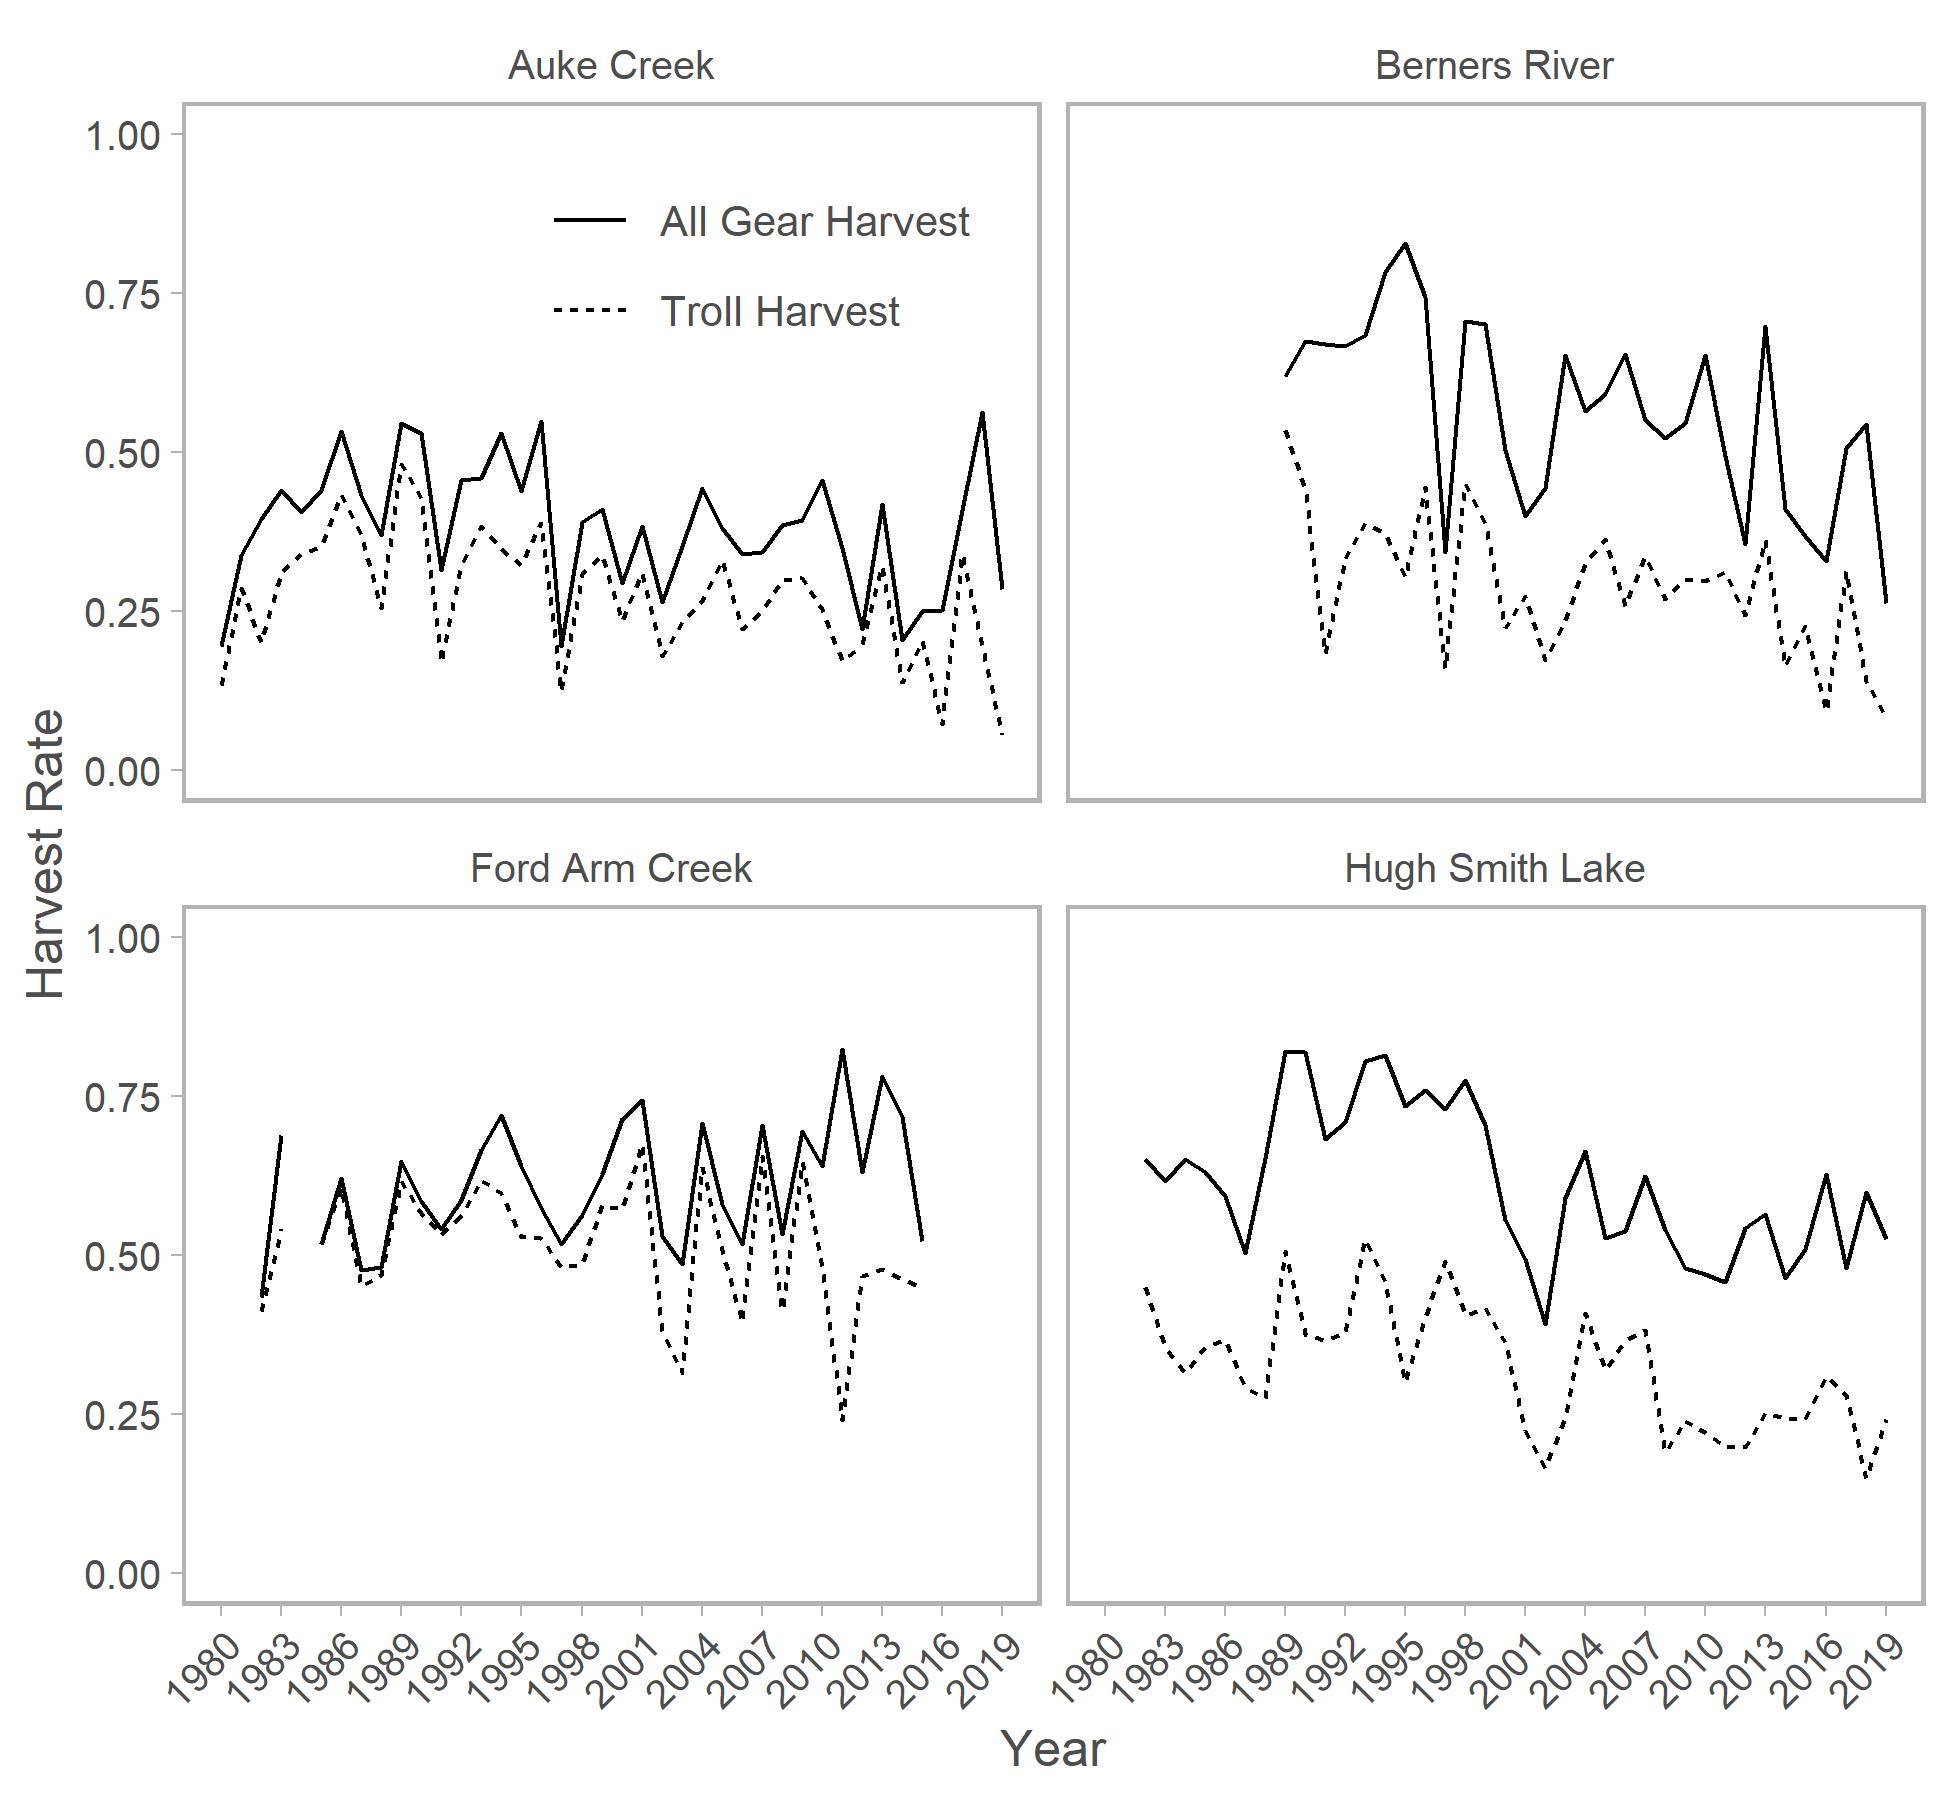 Auke Creek
Berners River
1.00
0.75
0.50
0.25
0.00
All Gear Harvest
Troll Harvest
Harvest Rate
Ford Arm Creek
Hugh Smith Lake
1.00
0.75
0.50
0.25
0.00
1980 1983 1986 1989 1992 1995 1998 2001 2004 2007 2010 2013 2016 2019
1980 1983 1986 1989 1992 1995 1998 2001 2004 2007 2010 2013 2016 2019
Year